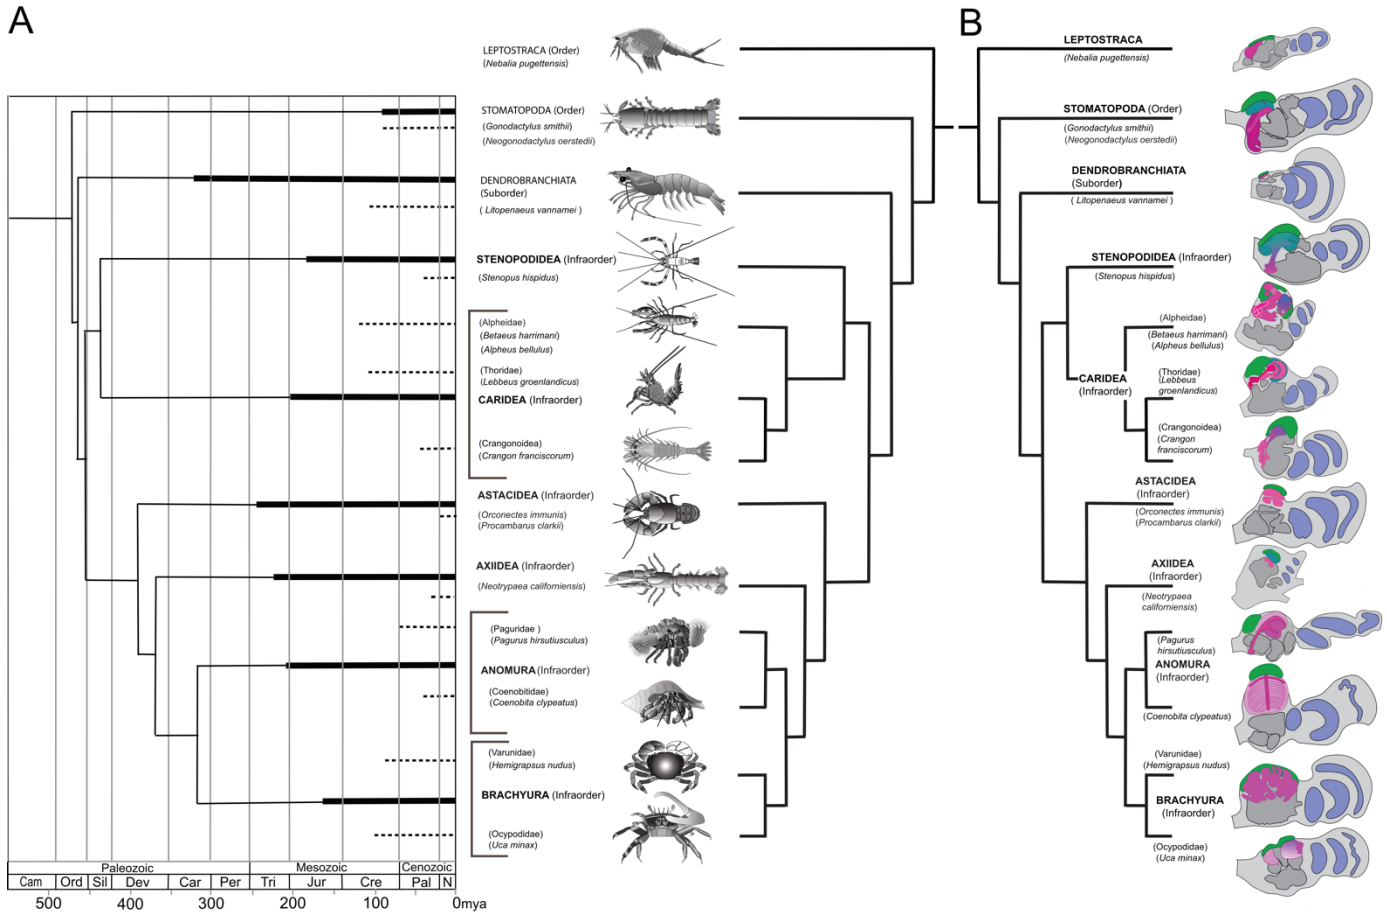 A
LEPTOSTRACA (Order)
(Nebalia pugettensis)
STOMATOPODA (Order)
(Gonodactylus smithii)
(Neogonodactylus oerstedii)
DENDROBRANCHIATA
(Suborder)
( Litopenaeus vannamei )
STENOPODIDEA (Infraorder)
(Stenopus hispidus)
(Alpheidae)
(Betaeus harrimani)
(Alpheus bellulus)
(Thoridae)
(Lebbeus groenlandicus)
CARIDEA (Infraorder)
(Crangonoidea)
(Crangon franciscorum)
ASTACIDEA (Infraorder)
(Orconectes immunis)
(Procambarus clarkii)
AXIIDEA (Infraorder)
(Neotrypaea californiensis)
(Paguridae )
(Pagurus hirsutiusculus)
ANOMURA (Infraorder)
(Coenobitidae)
(Coenobita clypeatus)
(Varunidae)
(Hemigrapsus nudus)
BRACHYURA (Infraorder)
(Ocypodidae)
(Uca minax)
Paleozoic Mesozoic Cenozoic
Cam Ord Sil Dev Car Per Tri Jur Cre Pal N
500 400 300 200 100 0mya
B
LEPTOSTRACA
(Nebalia pugettensis)
STOMATOPODA (Order)
(Gonodactylus smithii)
(Neogonodactylus oerstedii)
DENDROBRANCHIATA
(Suborder)
( Litopenaeus vannamei )
STENOPODIDEA (Infraorder)
(Stenopus hispidus)
(Alpheidae)
(Betaeus harrimani)
(Alpheus bellulus)
(Thoridae)
(Lebbeus
groenlandicus)
CARIDEA
(Infraorder)
(Crangonoidea)
(Crangon
franciscorum)
ASTACIDEA
(Infraorder)
(Orconectes immunis)
(Procambarus clarkii)
AXIIDEA
(Infraorder)
(Neotrypaea
californiensis)
(Pagurus
hirsutiusculus)
ANOMURA
(Infraorder)
(Coenobita clypeatus)
(Varunidae)
(Hemigrapsus nudus)
BRACHYURA
(Infraorder)
(Ocypodidae)
(Uca minax)